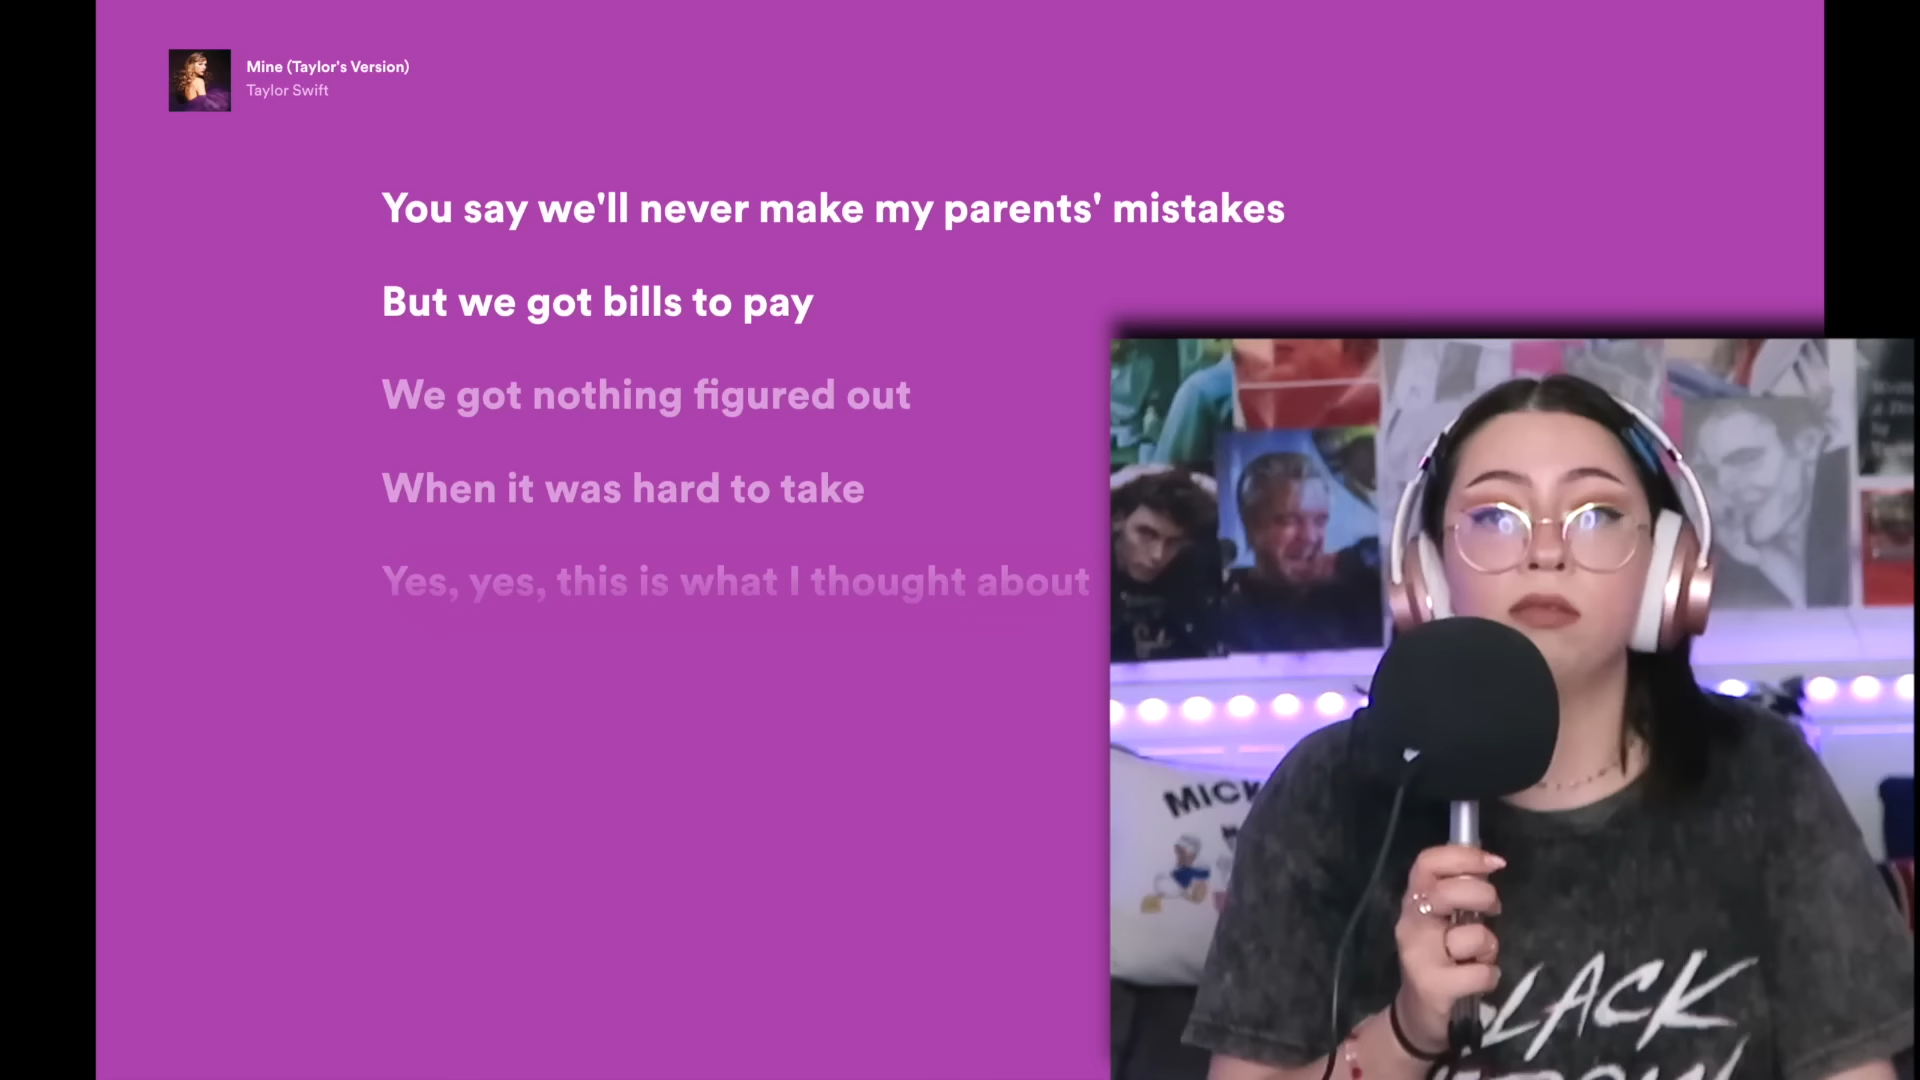 Mine (Taylor's Version)
Taylor Swift
You say we'll never make my parents' mistakes
But we got bills to pay
We got nothing figured out
When it was hard to take
Yes, yes, this is what I thought about
MICK
LACK